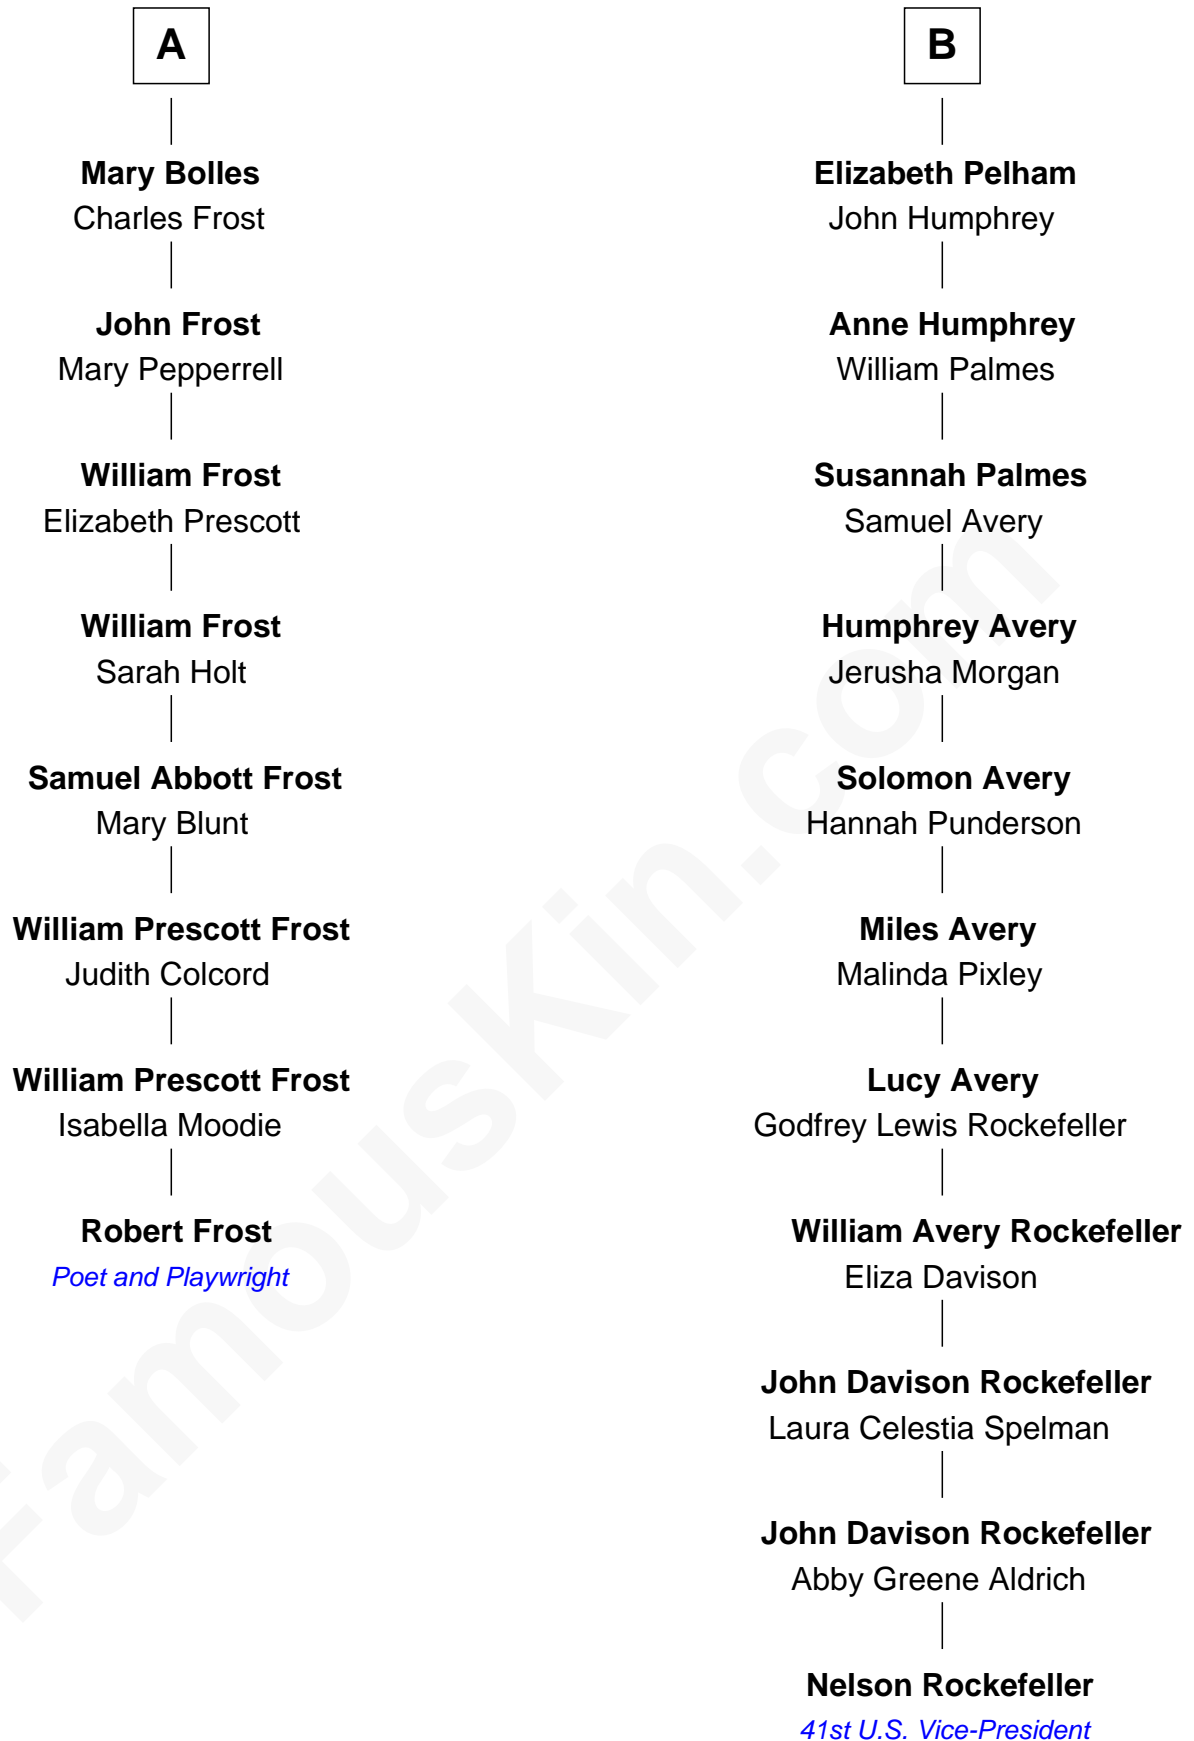 A
Mary Bolles
Charles Frost
John Frost
Mary Pepperrell
William Frost
Elizabeth Prescott
William Frost
Sarah Holt
Samuel Abbott Frost
Mary Blunt
William Prescott Frost
Judith Colcord
William Prescott Frost
Isabella Moodie
Robert Frost
Poet and Playwright
B
Elizabeth Pelham
John Humphrey
Anne Humphrey
William Palmes
Susannah Palmes
Samuel Avery
Humphrey Avery
Jerusha Morgan
Solomon Avery
Hannah Punderson
Miles Avery
Malinda Pixley
Lucy Avery
Godfrey Lewis Rockefeller
William Avery Rockefeller
Eliza Davison
John Davison Rockefeller
Laura Celestia Spelman
John Davison Rockefeller
Abby Greene Aldrich
Nelson Rockefeller
41st U.S. Vice-President
FamousKin.com